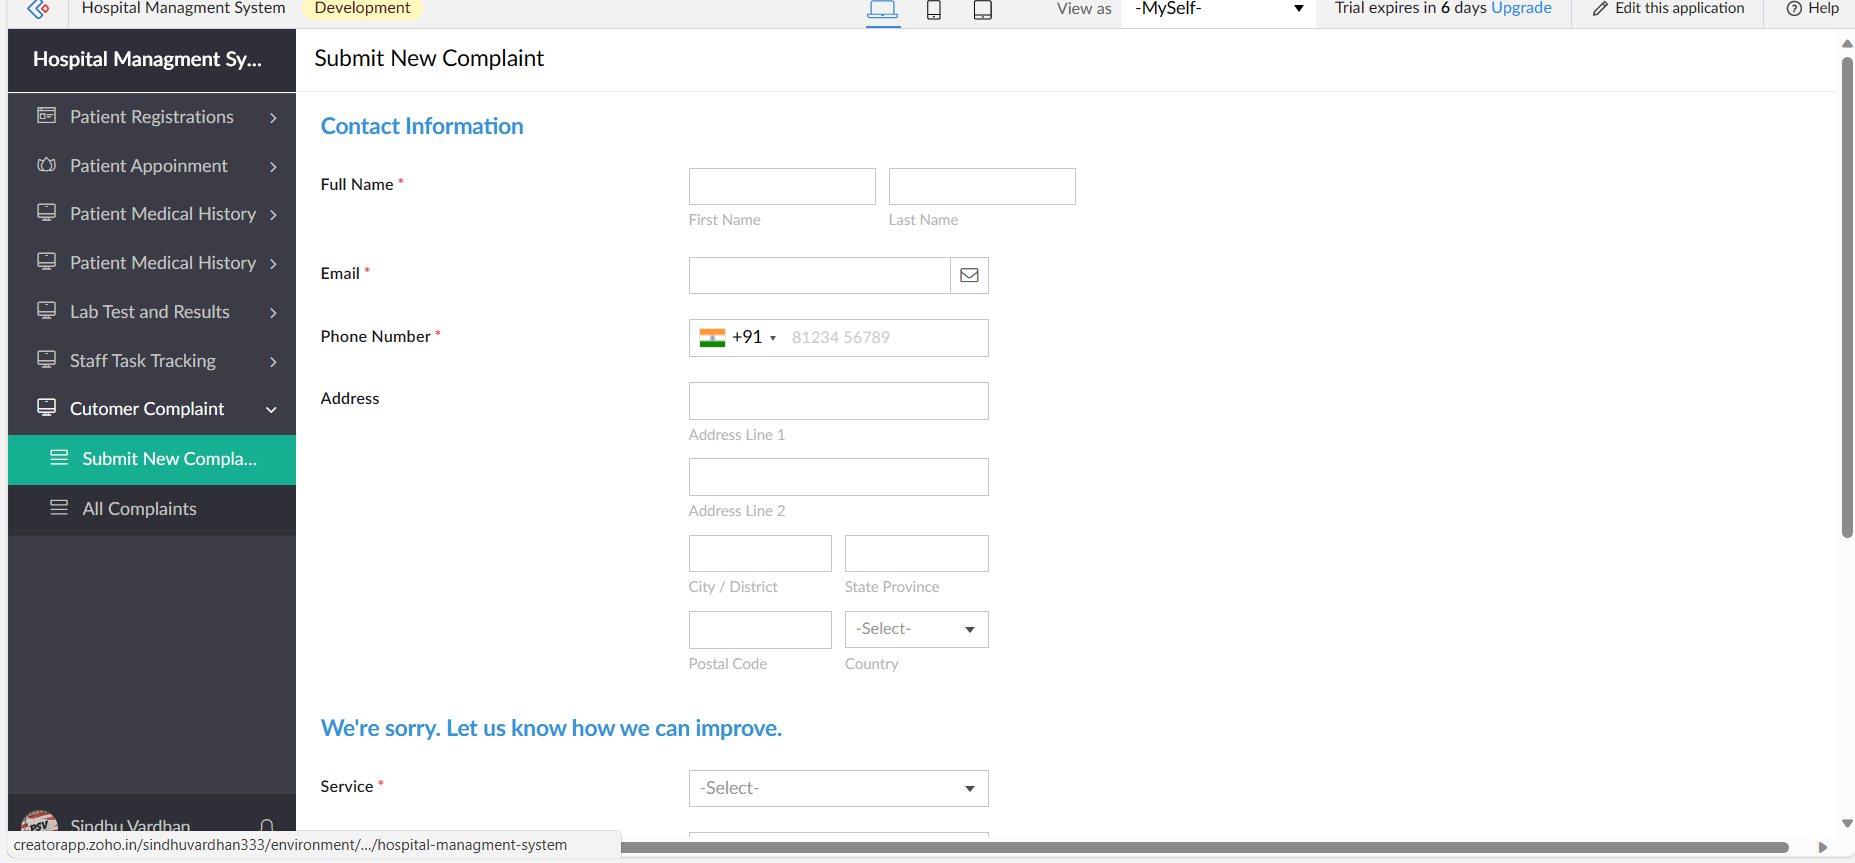 Hospital Managment System
Development
View as
-MySelf-
Trial expires in 6 days Upgrade
Edit this application
Help
Hospital Managment Sy...
Submit New Complaint
Patient Registrations
Patient Appoinment
Patient Medical History
Patient Medical History
Lab Test and Results
Staff Task Tracking
Cutomer Complaint
Submit New Compla...
All Complaints
Contact Information
Full Name *
First Name
Last Name
Email *
Phone Number *
+91
81234 56789
Address
Address Line 1
Address Line 2
City / District
State Province
Postal Code
-Select-
Country
We're sorry. Let us know how we can improve.
Service *
-Select-
PSV
Sindhu Vardhan
creatorapp.zoho.in/sindhuvardhan333/environment/.../hospital-managment-system